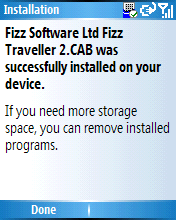 Installation
Fizz Software Ltd Fizz
Traveller 2.CAB was
successfully installed on your
device.
If you need more storage
space, you can remove installed
programs.
Done